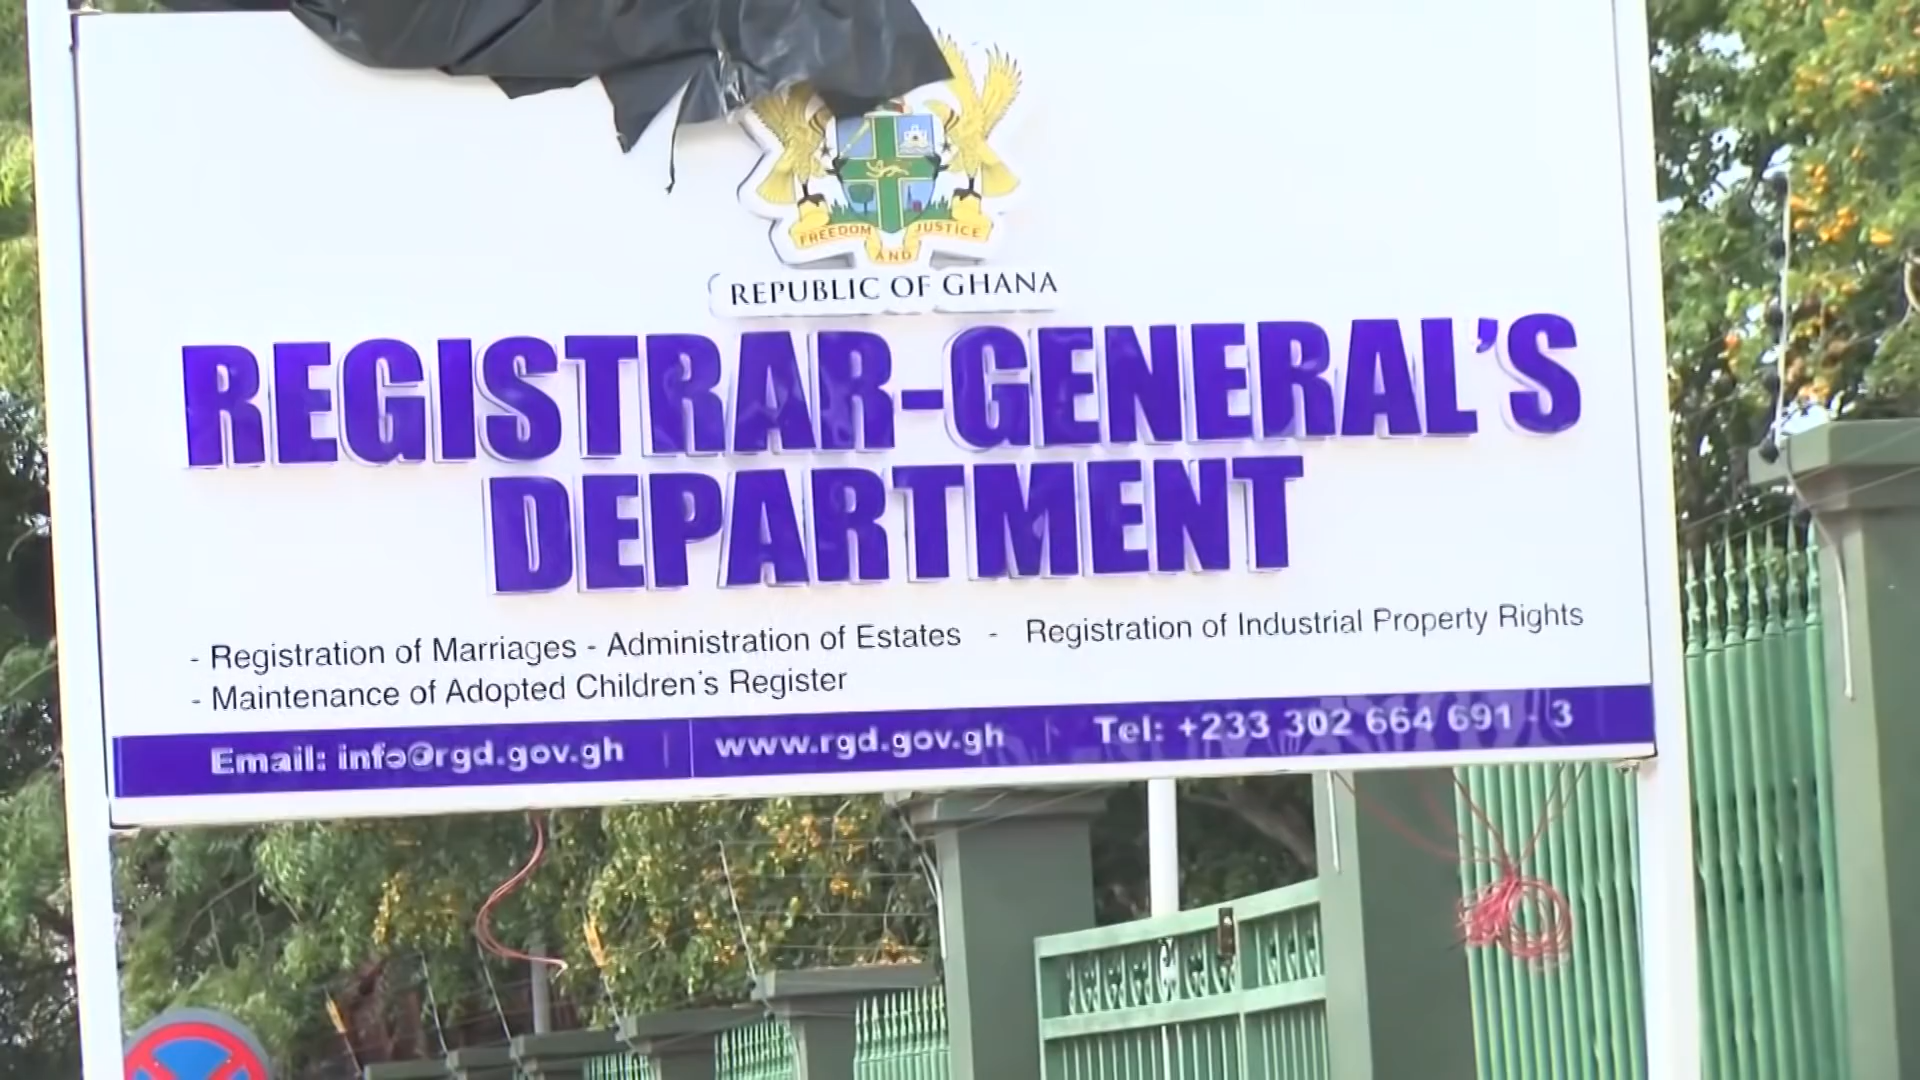 FREEDOM AND JUSTICE
REPUBLIC OF GHANA
REGISTRAR-GENERAL'S
DEPARTMENT
- Registration of Marriages - Administration of Estates - Registration of Industrial Property Rights
- Maintenance of Adopted Children's Register
Email: info@rgd.gov.gh | www.rgd.gov.gh | Tel: +233 302 664 691 - 3